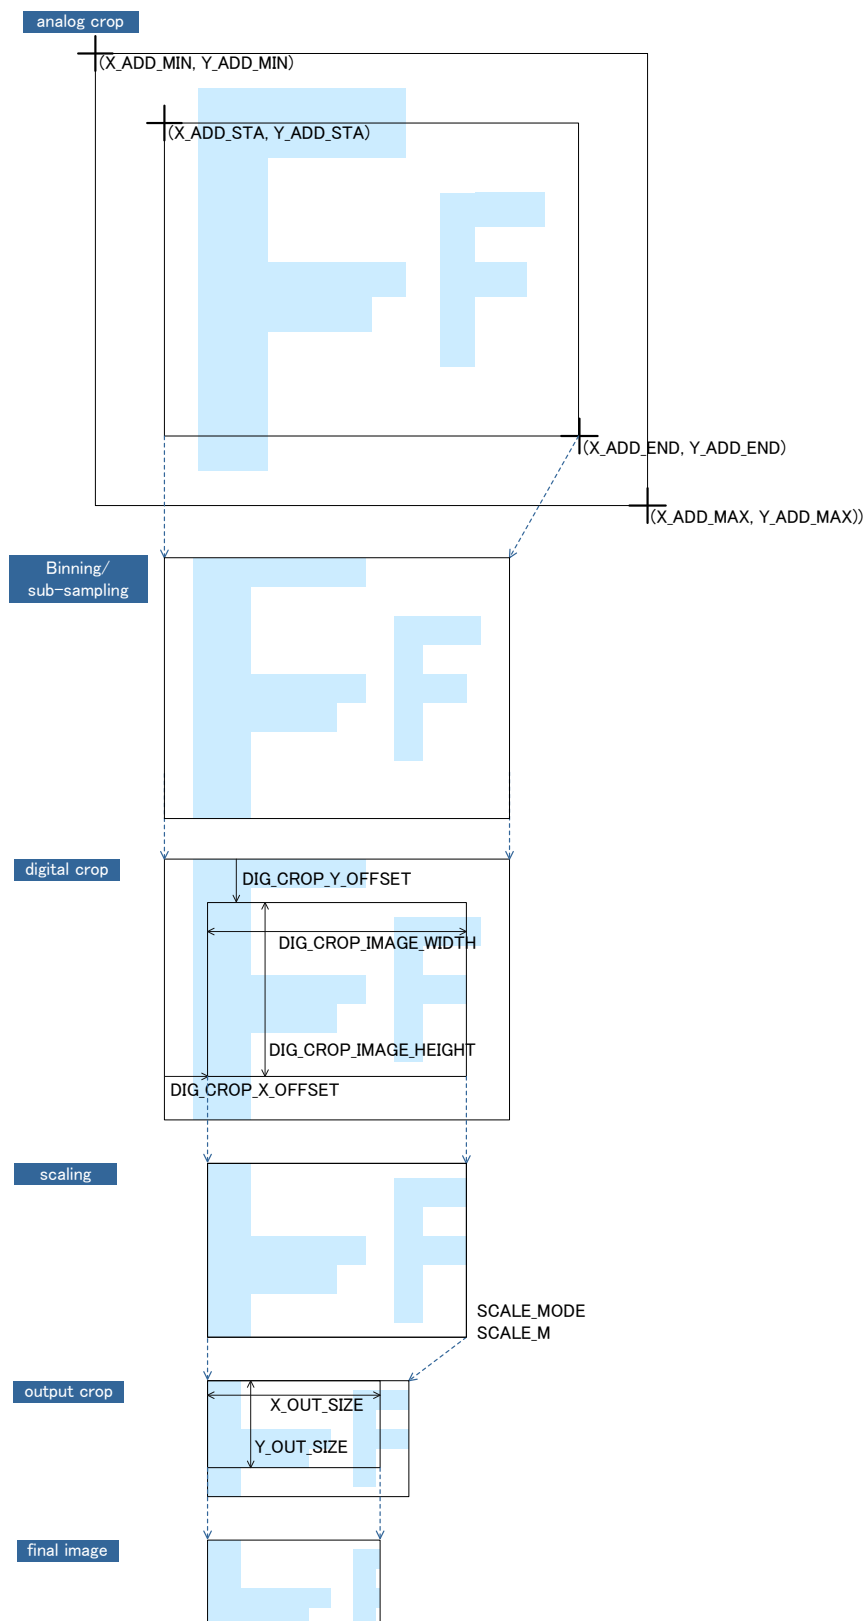 analog crop
(X_ADD_MIN, Y_ADD_MIN)
(X_ADD_STA, Y_ADD_STA)
(X_ADD_END, Y_ADD_END)
(X_ADD_MAX, Y_ADD_MAX))
Binning/
sub-sampling
digital crop
DIG_CROP_Y_OFFSET
DIG_CROP_IMAGE_WIDTH
DIG_CROP_IMAGE_HEIGHT
DIG_CROP_X_OFFSET
scaling
SCALE_MODE
SCALE_M
output crop
X_OUT_SIZE
Y_OUT_SIZE
final image